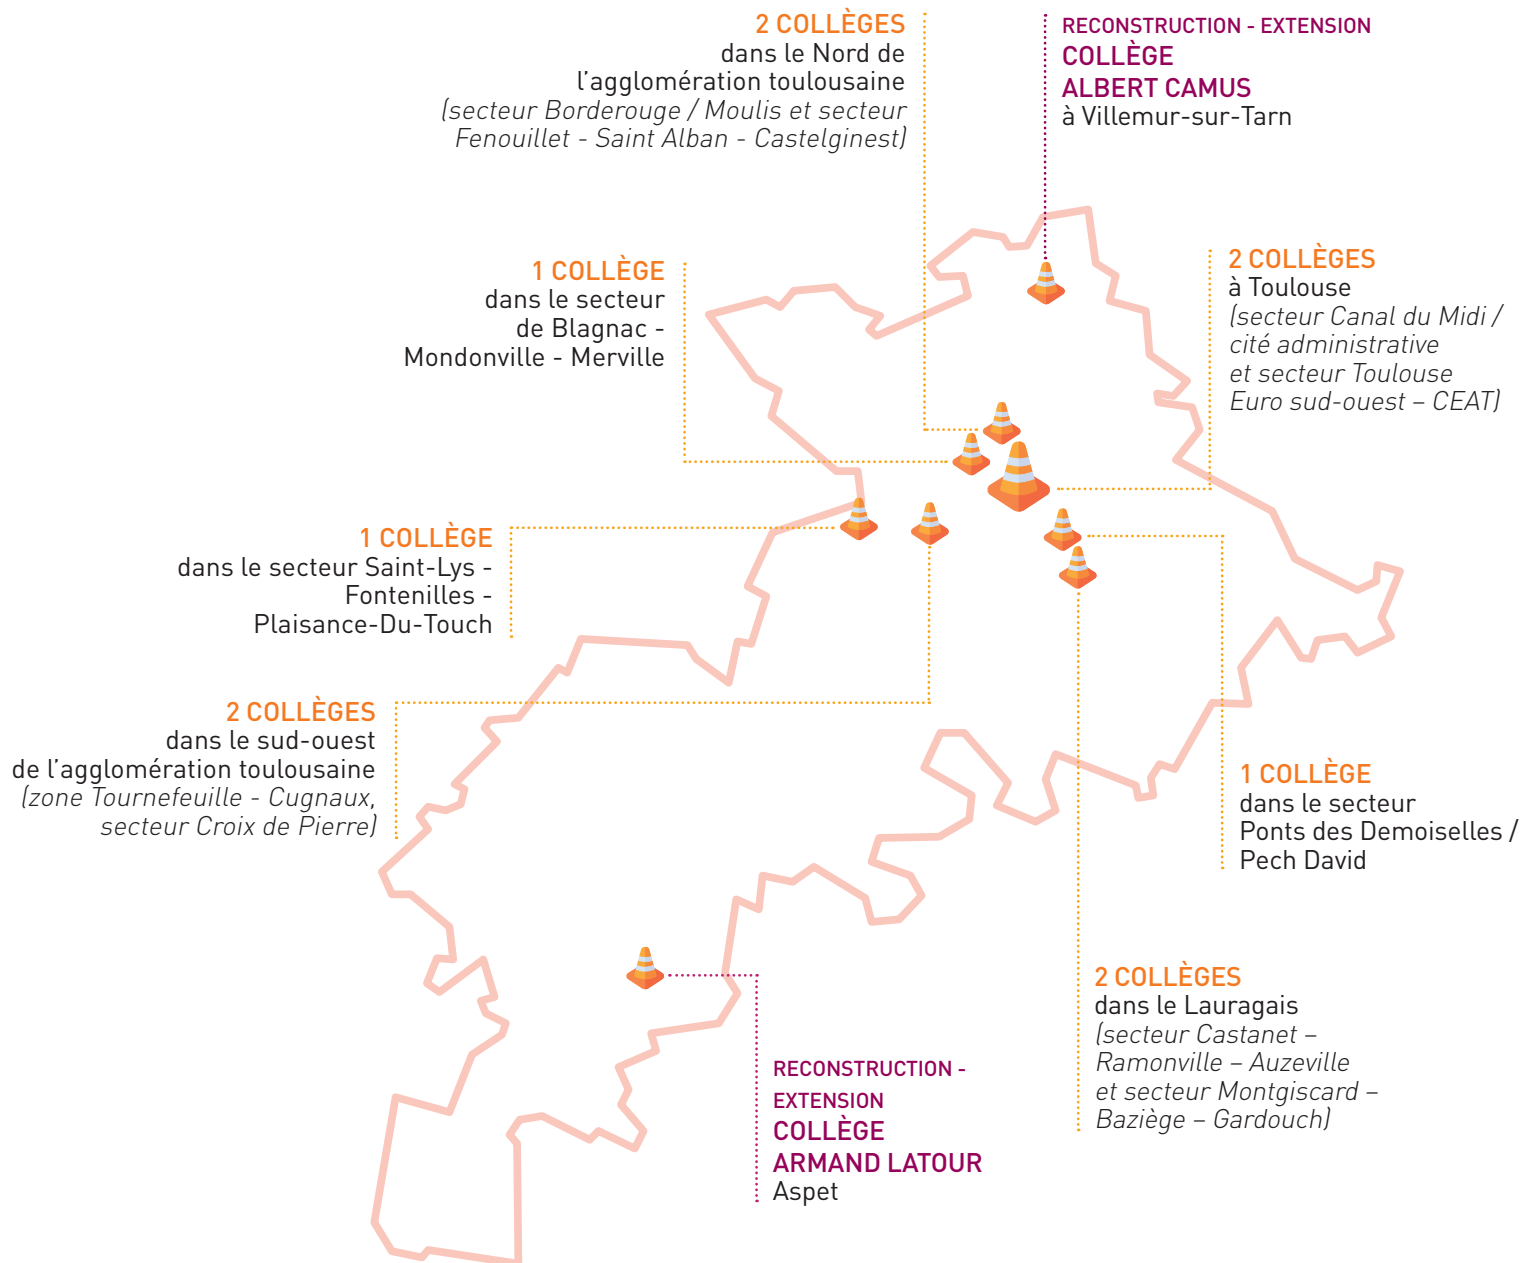 2 COLLÈGES
dans le Nord de
l'agglomération toulousaine
(secteur Borderouge / Moulis et secteur
Fenouillet - Saint Alban - Castelginest)
RECONSTRUCTION - EXTENSION
COLLÈGE
ALBERT CAMUS
à Villemur-sur-Tarn
1 COLLÈGE
dans le secteur
de Blagnac -
Mondonville - Merville
2 COLLÈGES
à Toulouse
(secteur Canal du Midi /
cité administrative
et secteur Toulouse
Euro sud-ouest – CEAT)
1 COLLÈGE
dans le secteur Saint-Lys -
Fontenilles -
Plaisance-Du-Touch
2 COLLÈGES
dans le sud-ouest
de l'agglomération toulousaine
(zone Tournefeuille - Cugnaux,
secteur Croix de Pierre)
1 COLLÈGE
dans le secteur
Ponts des Demoiselles /
Pech David
2 COLLÈGES
dans le Lauragais
(secteur Castanet –
Ramonville – Auzeville
et secteur Montgiscard –
Baziège – Gardouch)
RECONSTRUCTION -
EXTENSION
COLLÈGE
ARMAND LATOUR
Aspet